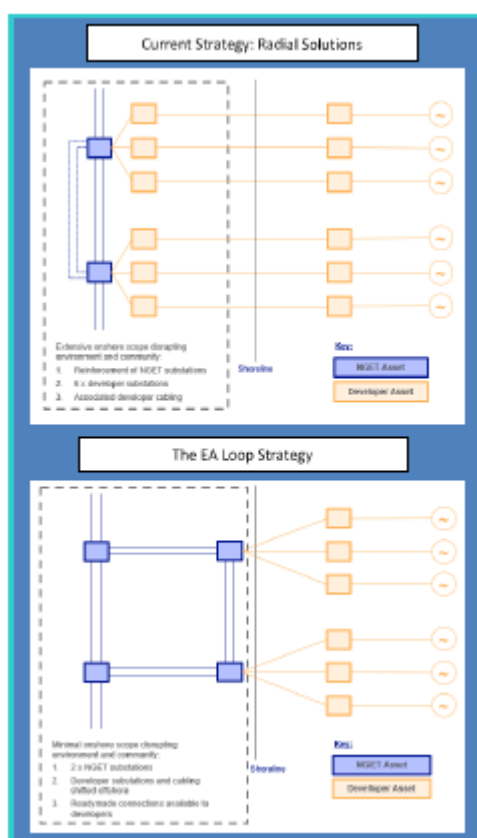 Current Strategy: Radial Solutions
Extensive onshore scope disrupting
environment and community:
1. Reinforcement of NGET substations
2. 6 x developer substations
3. Associated developer cabling
Shoreline
Key:
NGET Asset
Developer Asset
The EA Loop Strategy
Minimal onshore scope disrupting
environment and community:
1. 2 x NGET substations
2. Developer substations and cabling
shifted offshore
3. Readymade connections available to
developers
Shoreline
Key:
NGET Asset
Developer Asset